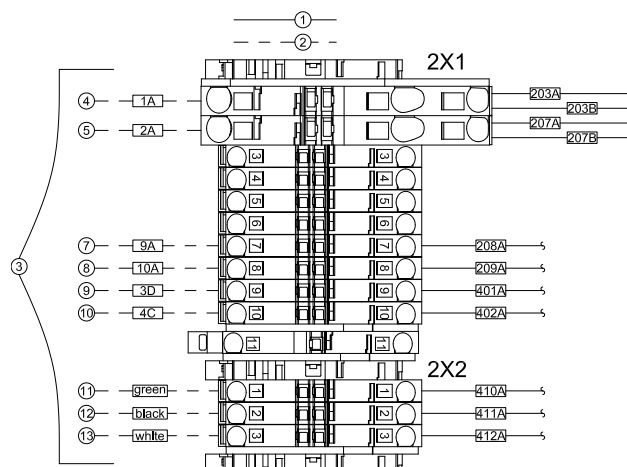 1
2
2X1
4 1A 203A
203B
5 2A 207A
207B
3 3
4 4
5 5
6 6
3
7 9A 7 7 208A
8 10A 8 8 209A
9 3D 9 9 401A
10 4C 10 10 402A
11 11
2X2
11 green 1 1 410A
12 black 2 2 411A
13 white 3 3 412A